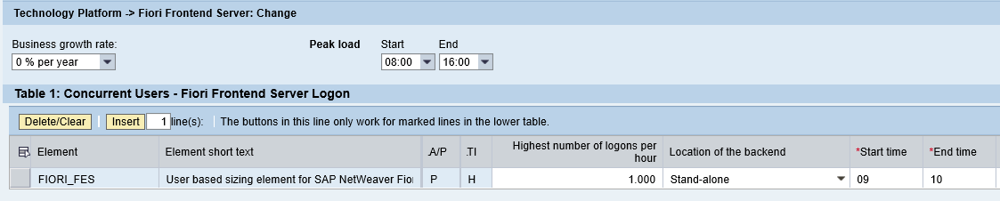 Technology Platform -> Fiori Frontend Server: Change
Business growth rate: Peak load Start End
0 % per year 08:00 16:00
Table 1: Concurrent Users - Fiori Frontend Server Logon
Delete/Clear Insert 1 line(s): The buttons in this line only work for marked lines in the lower table.
Element Element short text .A/P .TI Highest number of logons per hour Location of the backend *Start time *End time
FIORI_FES User based sizing element for SAP NetWeaver Fior P H 1.000 Stand-alone 09 10